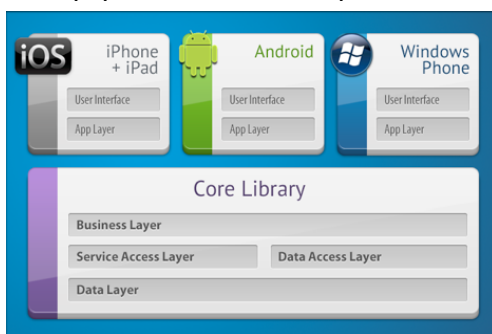 iOS
iPhone
+ iPad
User Interface
App Layer
Android
User Interface
App Layer
Windows
Phone
User Interface
App Layer
Core Library
Business Layer
Service Access Layer
Data Access Layer
Data Layer